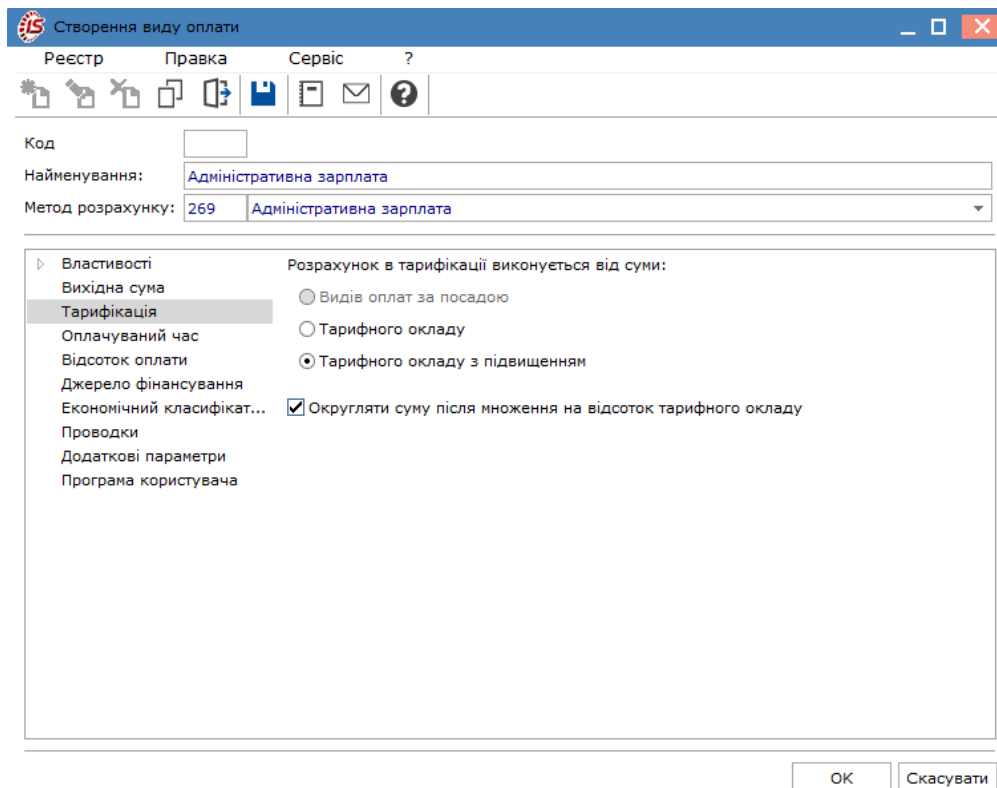 Створення виду оплати
Реєстр Правка Сервіс ?
Код
Найменування: Адміністративна зарплата
Метод розрахунку: 269 Адміністративна зарплата
Властивості
Вихідна сума
Тарифікація
Оплачуваний час
Відсоток оплати
Джерело фінансування
Економічний класифікат...
Проводки
Додаткові параметри
Програма користувача
Розрахунок в тарифікації виконується від суми:
Видів оплат за посадою
Тарифного окладу
Тарифного окладу з підвищенням
Округляти суму після множення на відсоток тарифного окладу
OK Скасувати